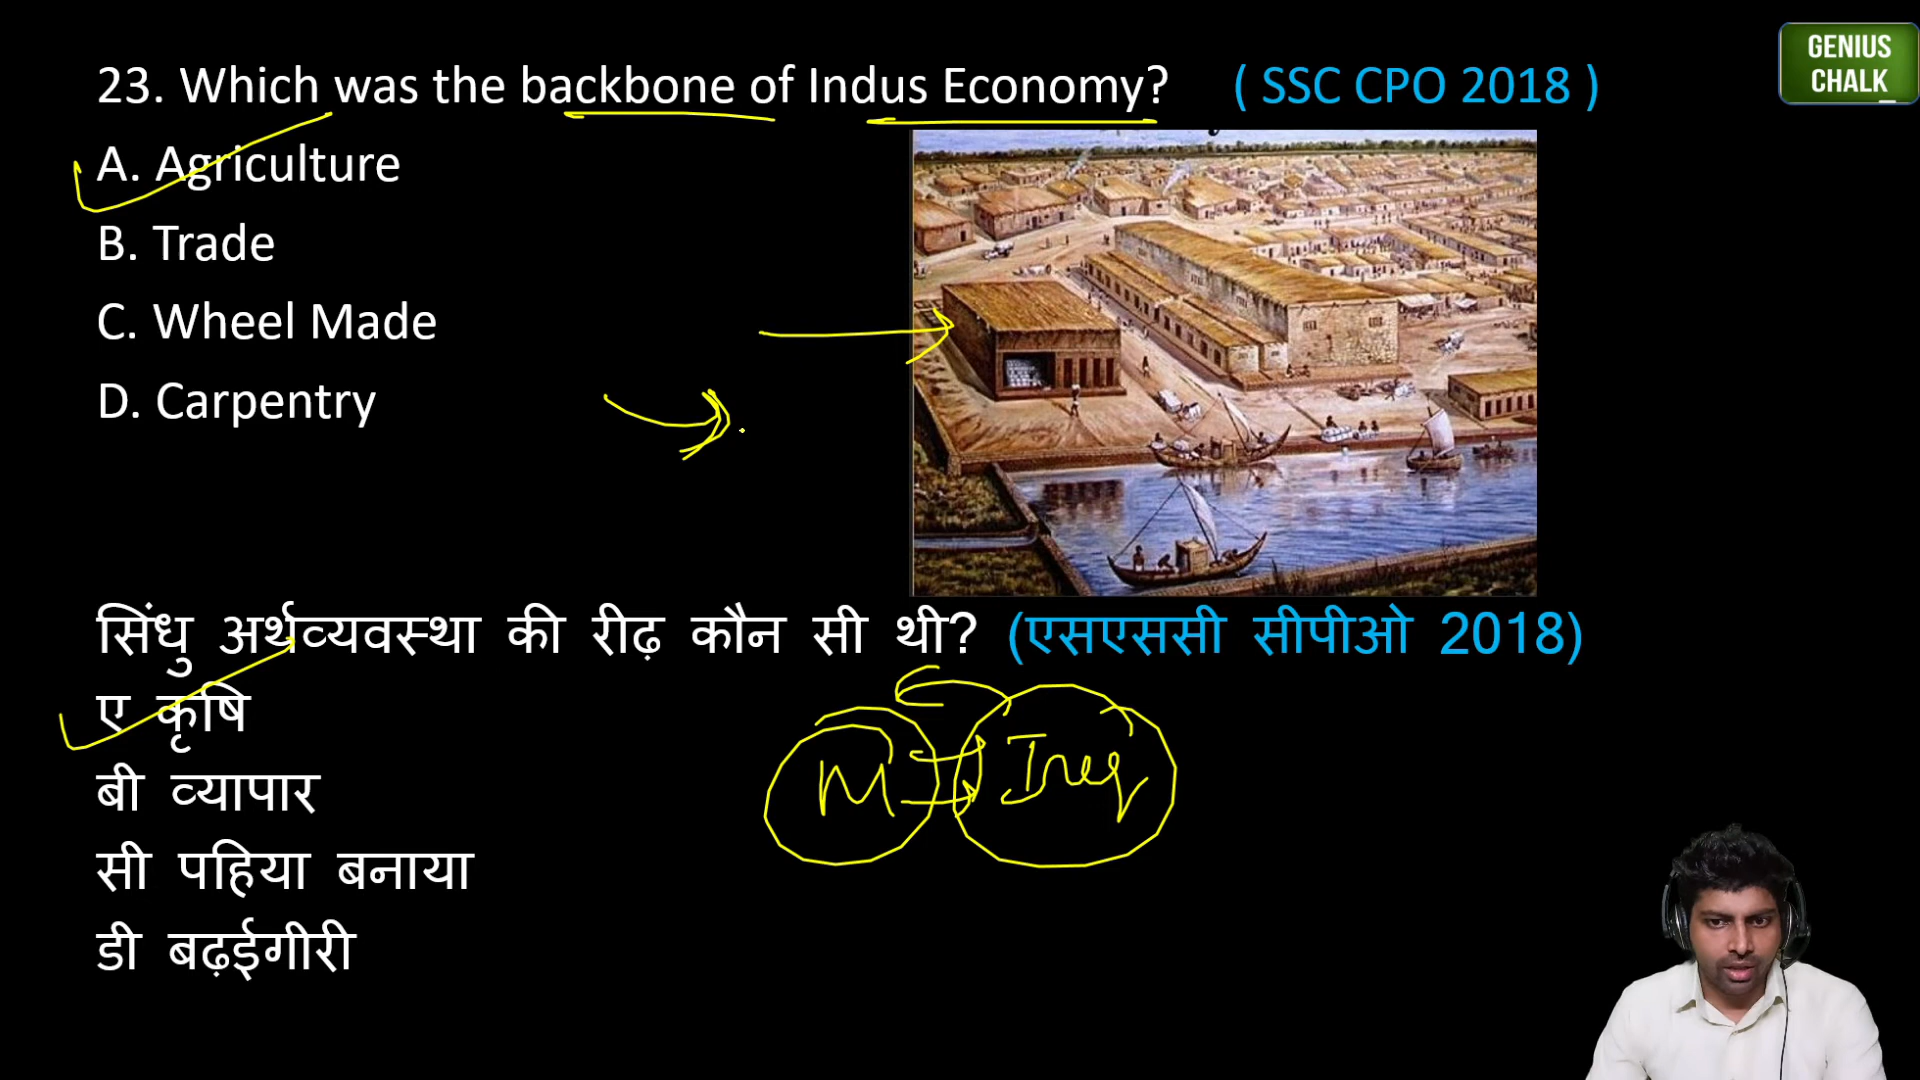 23. Which was the backbone of Indus Economy? ( SSC CPO 2018 )
GENIUS
CHALK
A. Agriculture
B. Trade
C. Wheel Made
D. Carpentry
सिंधु अर्थव्यवस्था की रीढ़ कौन सी थी? (एसएससी सीपीओ 2018)
ए कृषि
बी व्यापार
सी पहिया बनाया
डी बढ़ईगीरी
M